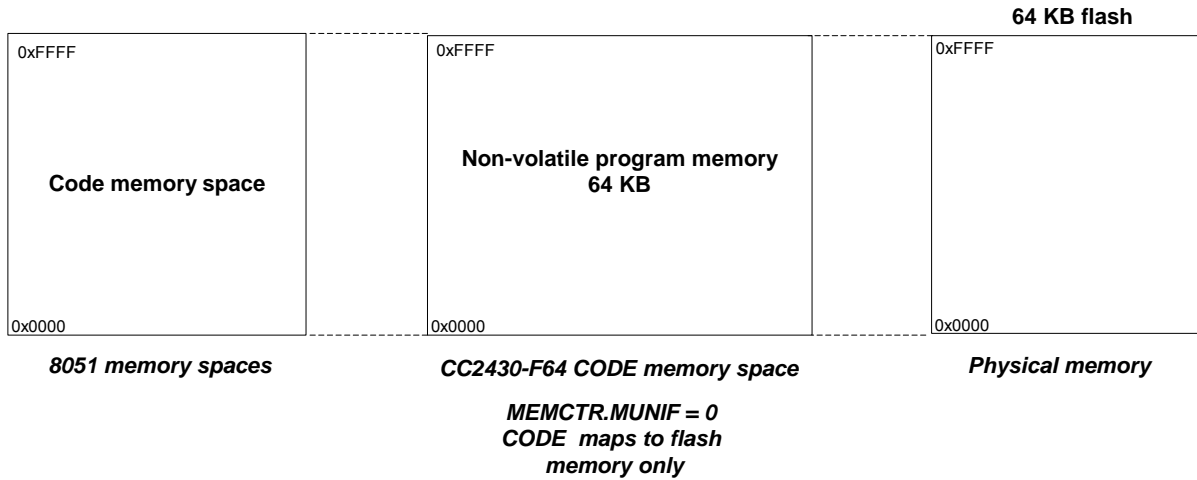 64 KB flash
0xFFFF
0xFFFF
0xFFFF
Code memory space
Non-volatile program memory
64 KB
0x0000
0x0000
0x0000
8051 memory spaces
CC2430-F64 CODE memory space
Physical memory
MEMCTR.MUNIF = 0
CODE maps to flash
memory only